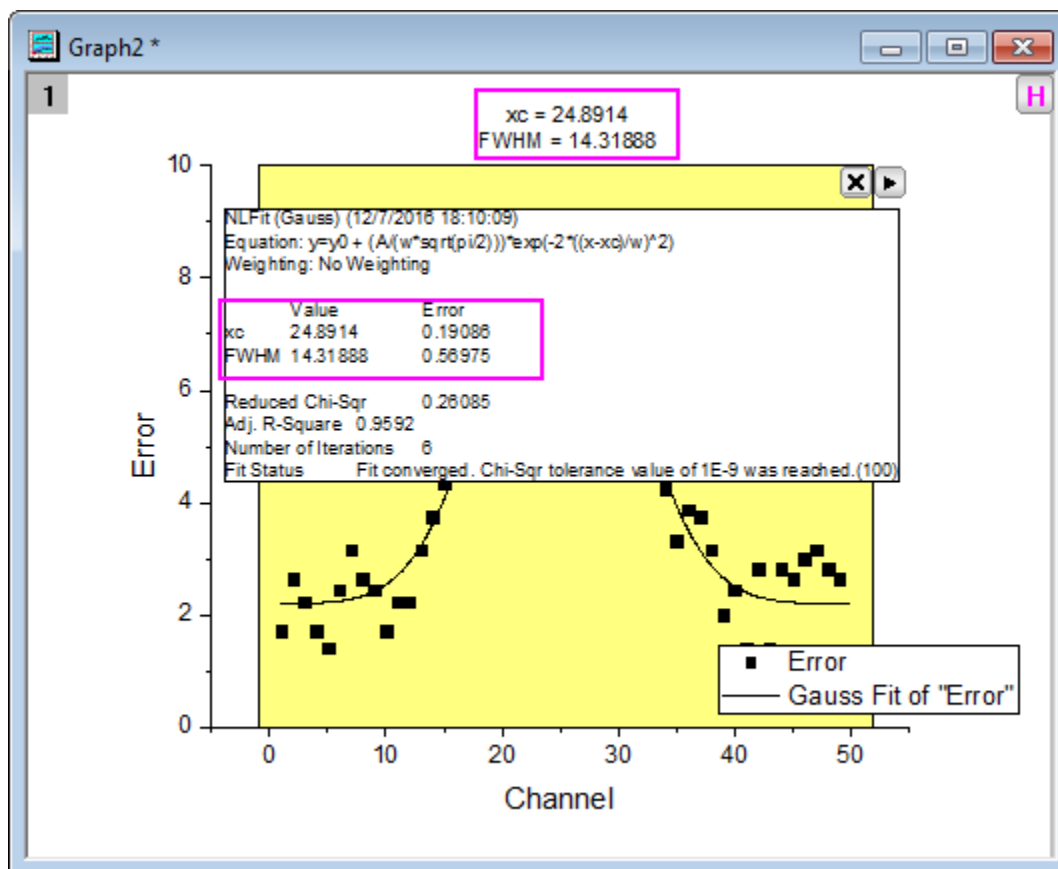 Graph2 *
1
H
xc = 24.8914
FWHM = 14.31888
10
8
6
4
2
0
Error
NLFit (Gauss) (12/7/2016 18:10:09)
Equation: y=y0 + (A/(w*sqrt(pi/2)))*exp(-2*((x-xc)/w)^2)
Weighting: No Weighting
Value Error
xc 24.8914 0.19086
FWHM 14.31888 0.56975
Reduced Chi-Sqr 0.26085
Adj. R-Square 0.9592
Number of Iterations 6
Fit Status Fit converged. Chi-Sqr tolerance value of 1E-9 was reached.(100)
Error
Gauss Fit of "Error"
0 10 20 30 40 50
Channel